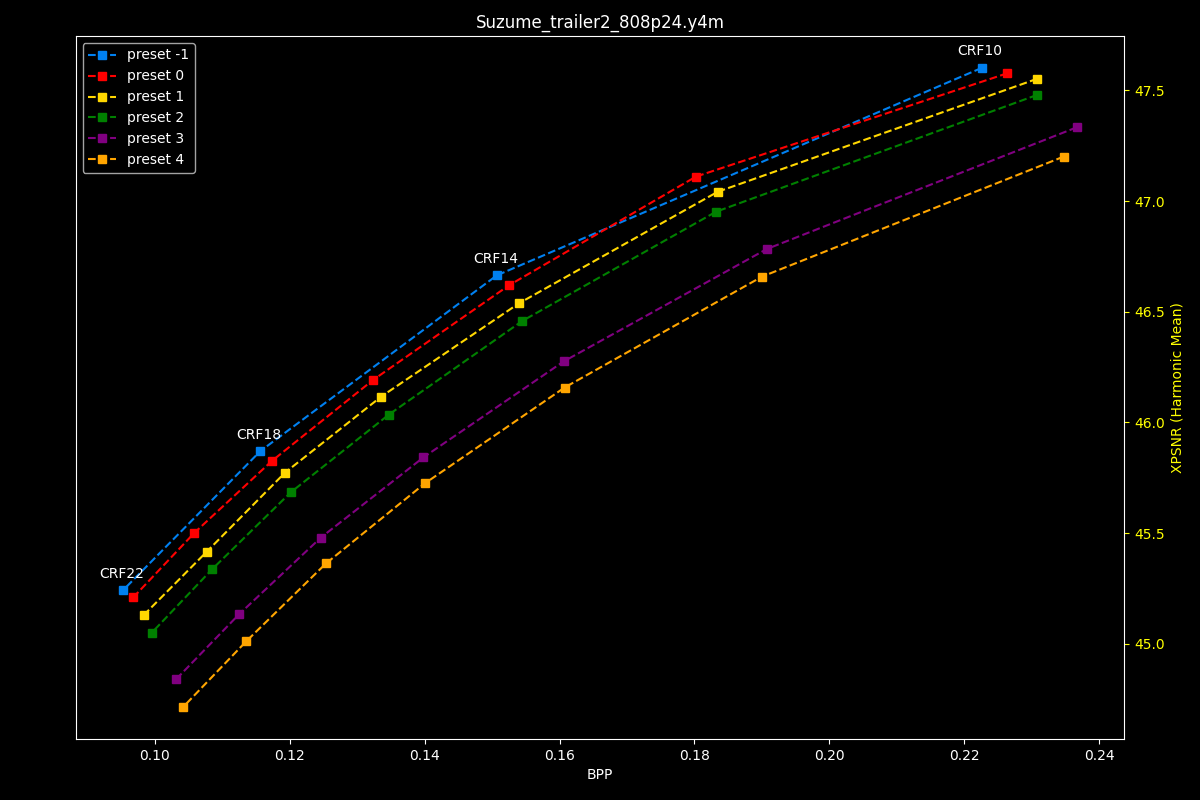 Suzume_trailer2_808p24.y4m
preset -1
preset 0
preset 1
preset 2
preset 3
preset 4
CRF10
CRF14
CRF18
CRF22
47.5
47.0
46.5
46.0
45.5
45.0
XPSNR (Harmonic Mean)
0.10 0.12 0.14 0.16 0.18 0.20 0.22 0.24
BPP